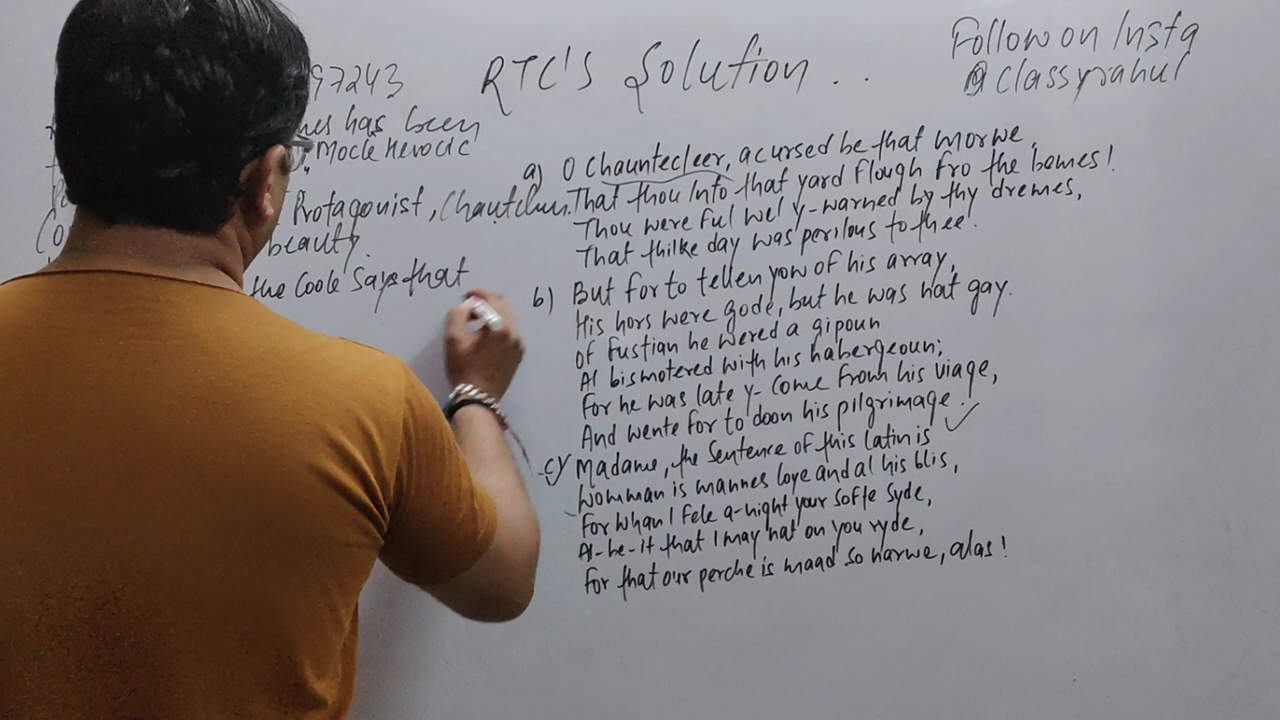 97243
RTC'S Solution ...
Follow on Insta
@classyrahul
has been
Mock Heroic
Protagonist, Chauntcleer.
beauty.
the Cock Says that
a) O Chauntecleer, acursed be that morwe,
That thou Into that yard flough fro the bemes!
Thou were ful wel y-warned by thy dremes,
That thilke day was perilous to thee!
b) But for to tellen yow of his array,
His hors were gode, but he was nat gay.
of fustian he wered a gipoun
Al bismotered with his habergeoun;
For he was late y-come from his viage,
And wente for to doon his pilgrimage.
c) Madame, the Sentence of this latin is
Womman is mannes Ioye and al his blis,
For whan I fele a-night your softe syde,
Al-be-it that I may nat on you ryde,
For that our perche is maad so narwe, alas!